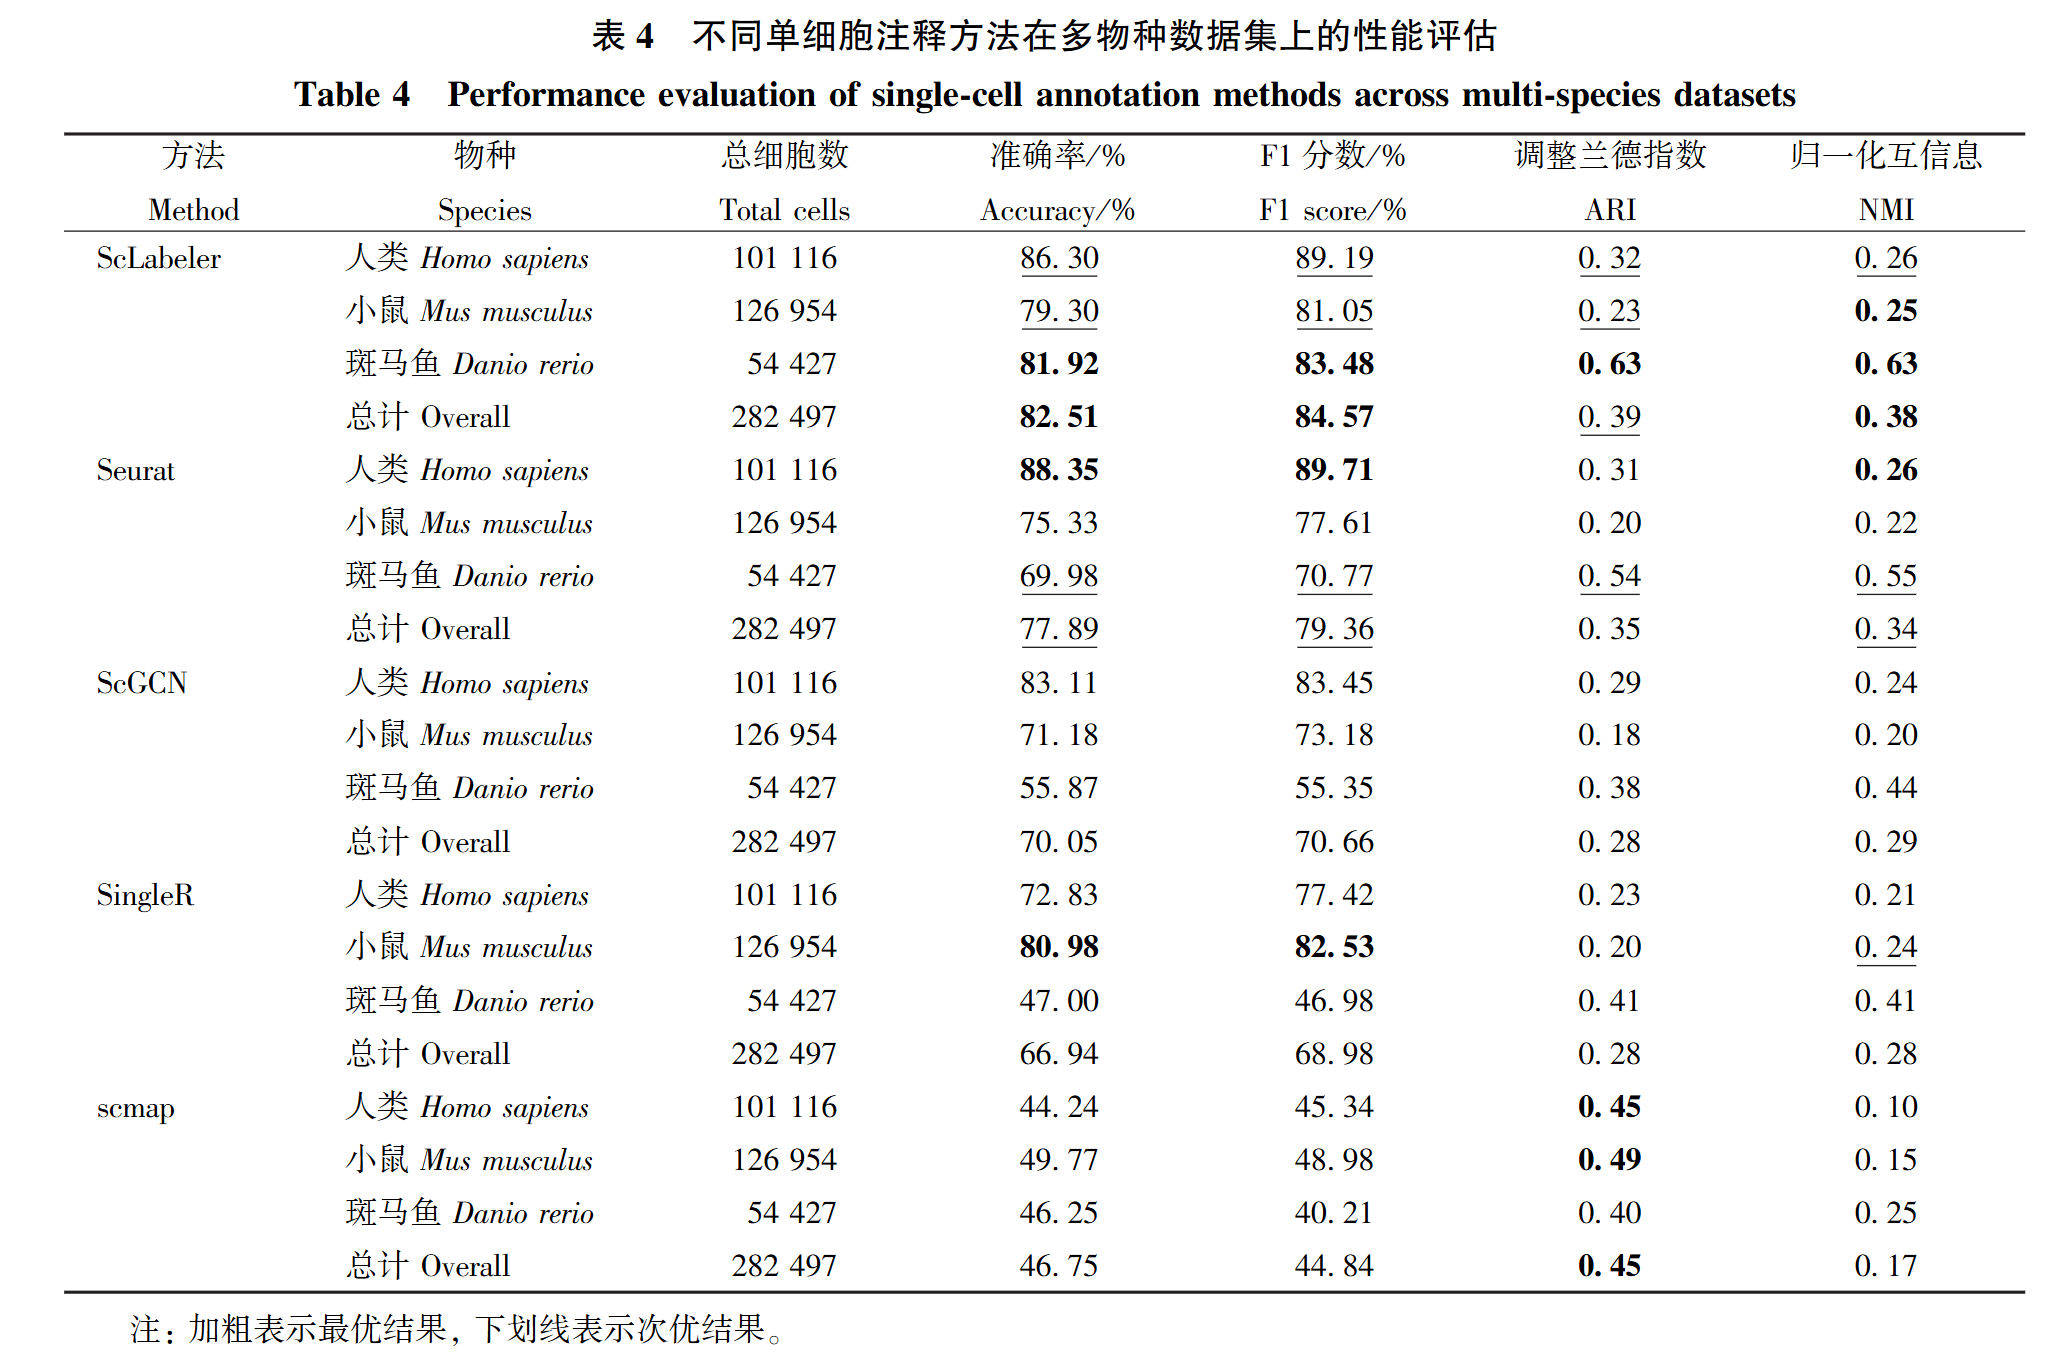 表 4 不同单细胞注释方法在多物种数据集上的性能评估
Table 4 Performance evaluation of single-cell annotation methods across multi-species datasets
方法 物种 总细胞数 准确率/% F1 分数/% 调整兰德指数 归一化互信息
Method Species Total cells Accuracy/% F1 score/% ARI NMI
ScLabeler 人类 Homo sapiens 101 116 86.30 89.19 0.32 0.26
小鼠 Mus musculus 126 954 79.30 81.05 0.23 0.25
斑马鱼 Danio rerio 54 427 81.92 83.48 0.63 0.63
总计 Overall 282 497 82.51 84.57 0.39 0.38
Seurat 人类 Homo sapiens 101 116 88.35 89.71 0.31 0.26
小鼠 Mus musculus 126 954 75.33 77.61 0.20 0.22
斑马鱼 Danio rerio 54 427 69.98 70.77 0.54 0.55
总计 Overall 282 497 77.89 79.36 0.35 0.34
ScGCN 人类 Homo sapiens 101 116 83.11 83.45 0.29 0.24
小鼠 Mus musculus 126 954 71.18 73.18 0.18 0.20
斑马鱼 Danio rerio 54 427 55.87 55.35 0.38 0.44
总计 Overall 282 497 70.05 70.66 0.28 0.29
SingleR 人类 Homo sapiens 101 116 72.83 77.42 0.23 0.21
小鼠 Mus musculus 126 954 80.98 82.53 0.20 0.24
斑马鱼 Danio rerio 54 427 47.00 46.98 0.41 0.41
总计 Overall 282 497 66.94 68.98 0.28 0.28
scmap 人类 Homo sapiens 101 116 44.24 45.34 0.45 0.10
小鼠 Mus musculus 126 954 49.77 48.98 0.49 0.15
斑马鱼 Danio rerio 54 427 46.25 40.21 0.40 0.25
总计 Overall 282 497 46.75 44.84 0.45 0.17
注：加粗表示最优结果，下划线表示次优结果。